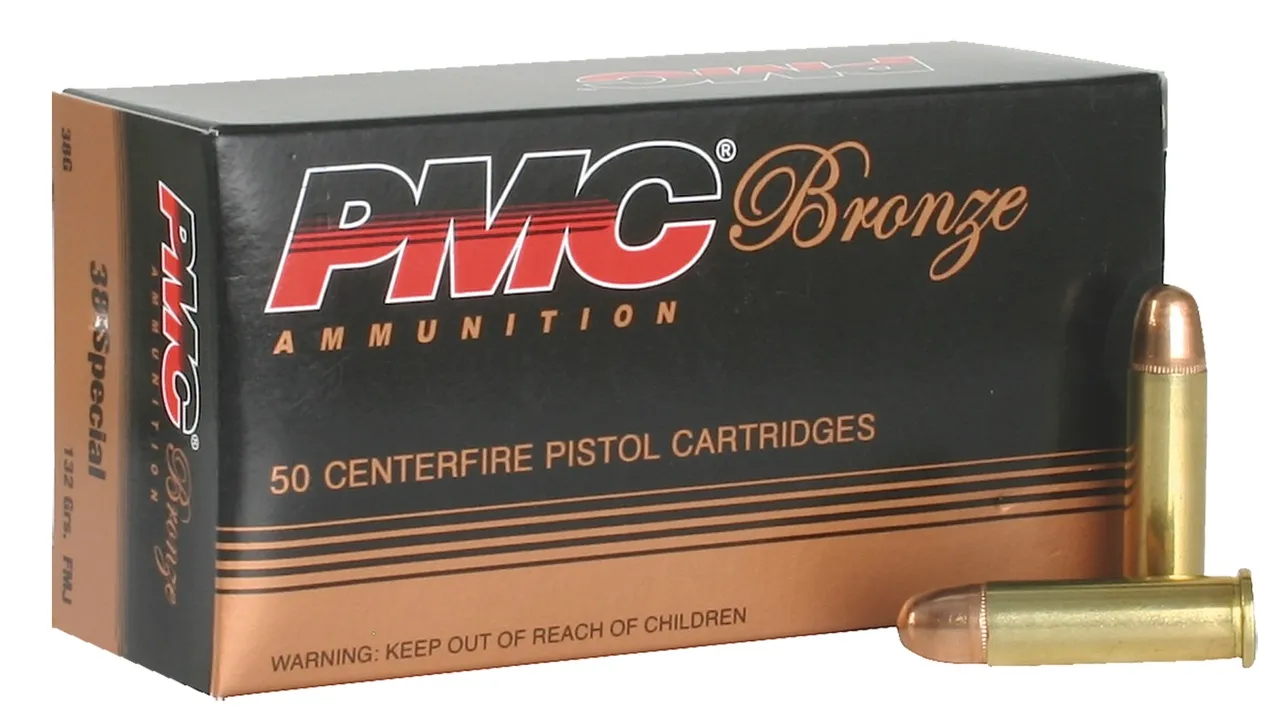 PMC
PMC® Bronze
AMMUNITION
50 CENTERFIRE PISTOL CARTRIDGES
WARNING: KEEP OUT OF REACH OF CHILDREN
38G
38 Special
132 Grs. FMJ
PMC® Bronze
AMMUNITION